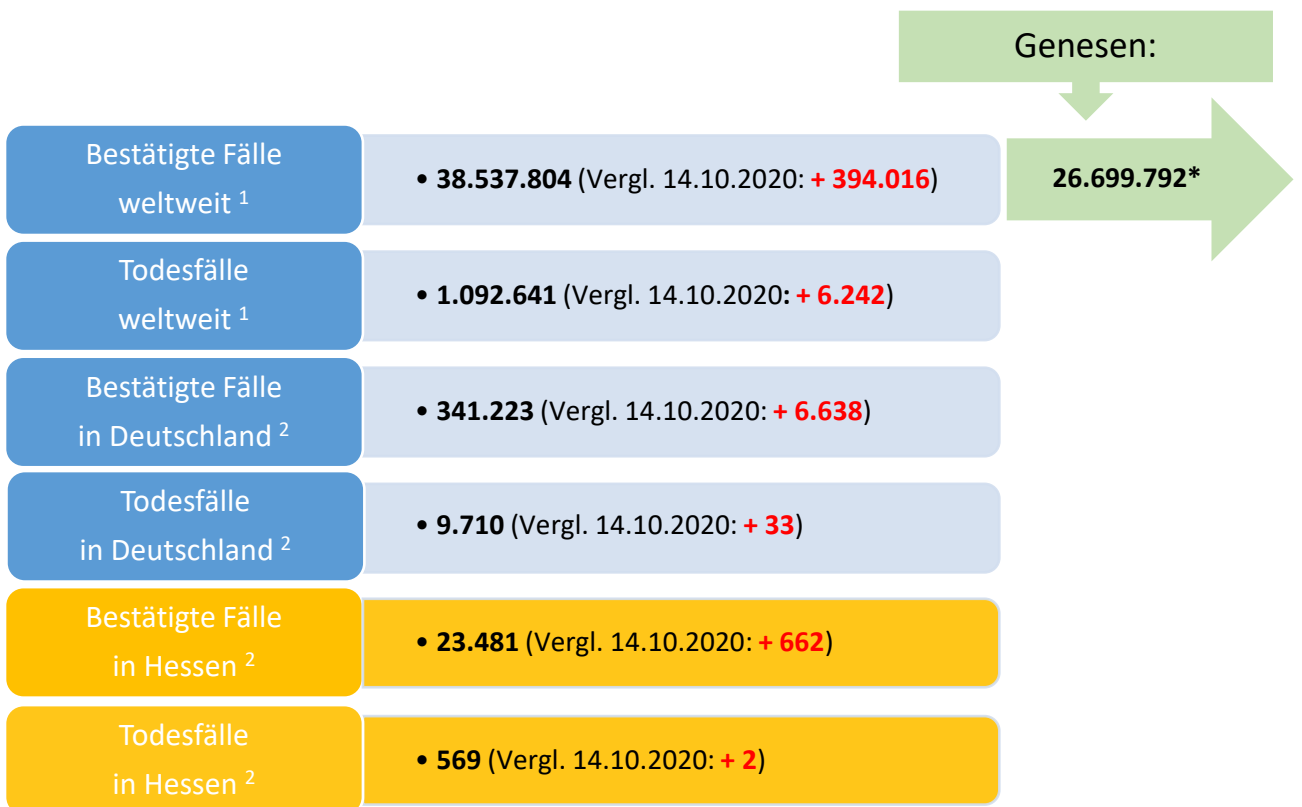 Genesen:
Bestätigte Fälle
weltweit ¹
• 38.537.804 (Vergl. 14.10.2020: + 394.016)
26.699.792*
Todesfälle
weltweit ¹
• 1.092.641 (Vergl. 14.10.2020: + 6.242)
Bestätigte Fälle
in Deutschland ²
• 341.223 (Vergl. 14.10.2020: + 6.638)
Todesfälle
in Deutschland ²
• 9.710 (Vergl. 14.10.2020: + 33)
Bestätigte Fälle
in Hessen ²
• 23.481 (Vergl. 14.10.2020: + 662)
Todesfälle
in Hessen ²
• 569 (Vergl. 14.10.2020: + 2)